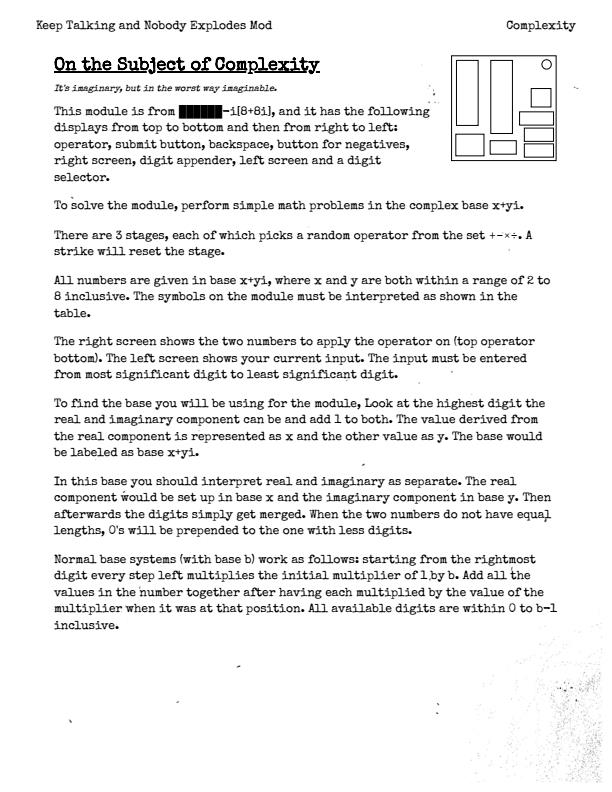 Keep Talking and Nobody Explodes Mod Complexity
On the Subject of Complexity
It's imaginary, but in the worst way imaginable.
This module is from ██████-i[8+8i], and it has the following
displays from top to bottom and then from right to left:
operator, submit button, backspace, button for negatives,
right screen, digit appender, left screen and a digit
selector.
To solve the module, perform simple math problems in the complex base x+yi.
There are 3 stages, each of which picks a random operator from the set +-×÷. A
strike will reset the stage.
All numbers are given in base x+yi, where x and y are both within a range of 2 to
8 inclusive. The symbols on the module must be interpreted as shown in the
table.
The right screen shows the two numbers to apply the operator on (top operator
bottom). The left screen shows your current input. The input must be entered
from most significant digit to least significant digit.
To find the base you will be using for the module, Look at the highest digit the
real and imaginary component can be and add 1 to both. The value derived from
the real component is represented as x and the other value as y. The base would
be labeled as base x+yi.
In this base you should interpret real and imaginary as separate. The real
component would be set up in base x and the imaginary component in base y. Then
afterwards the digits simply get merged. When the two numbers do not have equal
lengths, 0's will be prepended to the one with less digits.
Normal base systems (with base b) work as follows: starting from the rightmost
digit every step left multiplies the initial multiplier of 1 by b. Add all the
values in the number together after having each multiplied by the value of the
multiplier when it was at that position. All available digits are within 0 to b-1
inclusive.